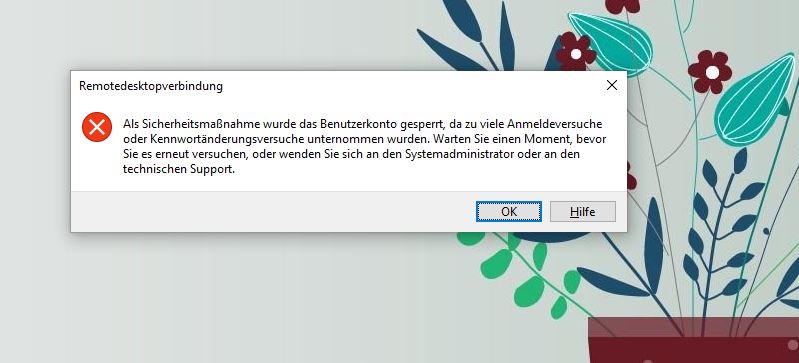 Remotedesktopverbindung
Als Sicherheitsmaßnahme wurde das Benutzerkonto gesperrt, da zu viele Anmeldeversuche
oder Kennwortänderungsversuche unternommen wurden. Warten Sie einen Moment, bevor
Sie es erneut versuchen, oder wenden Sie sich an den Systemadministrator oder an den
technischen Support.
OK
Hilfe